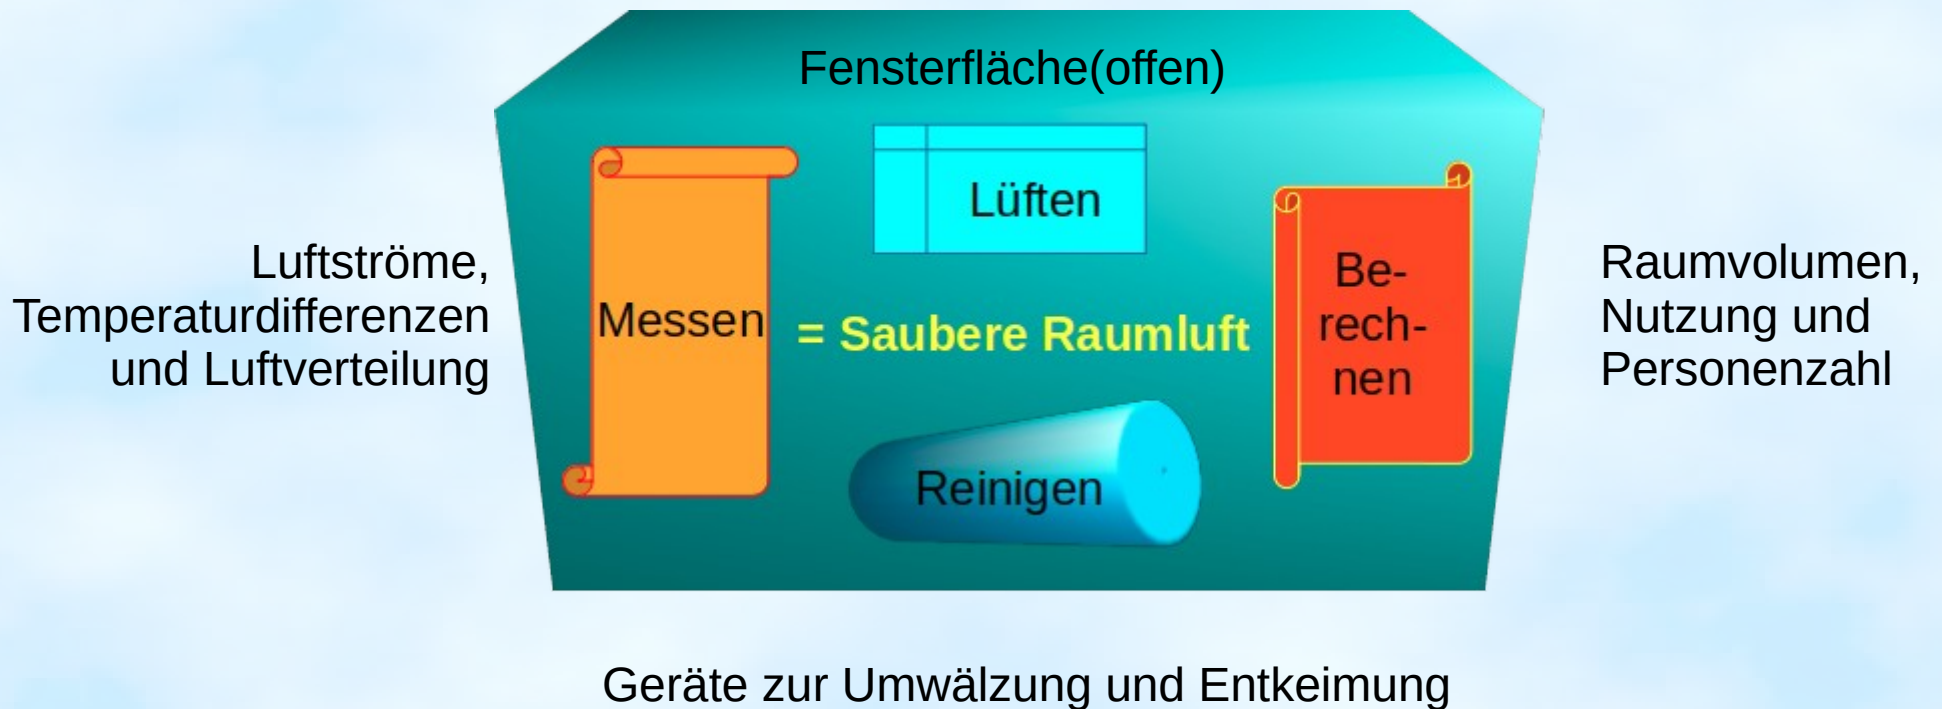 Fensterfläche(offen)
Lüften
Luftströme,
Temperaturdifferenzen
und Luftverteilung
Messen
= Saubere Raumluft
Be-
rech-
nen
Raumvolumen,
Nutzung und
Personenzahl
Reinigen
Geräte zur Umwälzung und Entkeimung